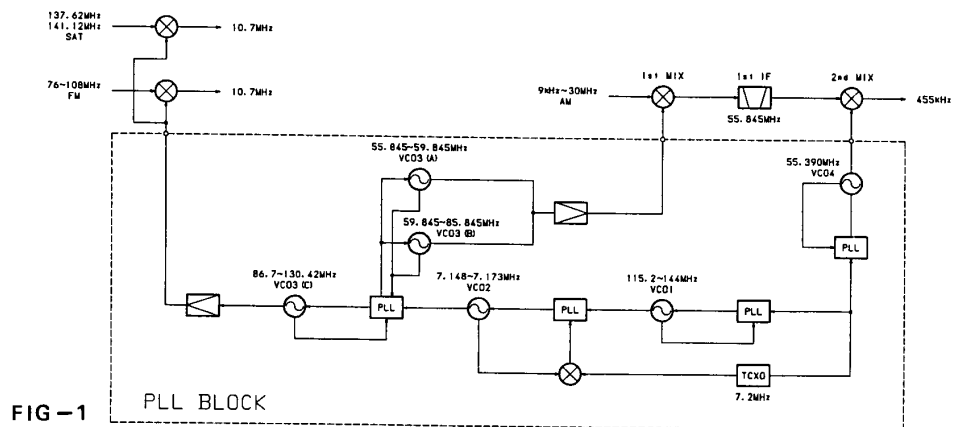 137.62MHz
141.12MHz
SAT
10.7MHz
76~108MHz
FM
10.7MHz
1st MIX
1st IF
2nd MIX
9kHz~30MHz
AM
55.845MHz
455kHz
55.845~59.845MHz
VCO3(A)
55.390MHz
VCO4
59.845~85.845MHz
VCO3(B)
PLL
86.7~130.42MHz
VCO3(C)
7.148~7.173MHz
VCO2
115.2~144MHz
VCO1
PLL
PLL
PLL
TCXO
7.2MHz
PLL BLOCK
FIG-1